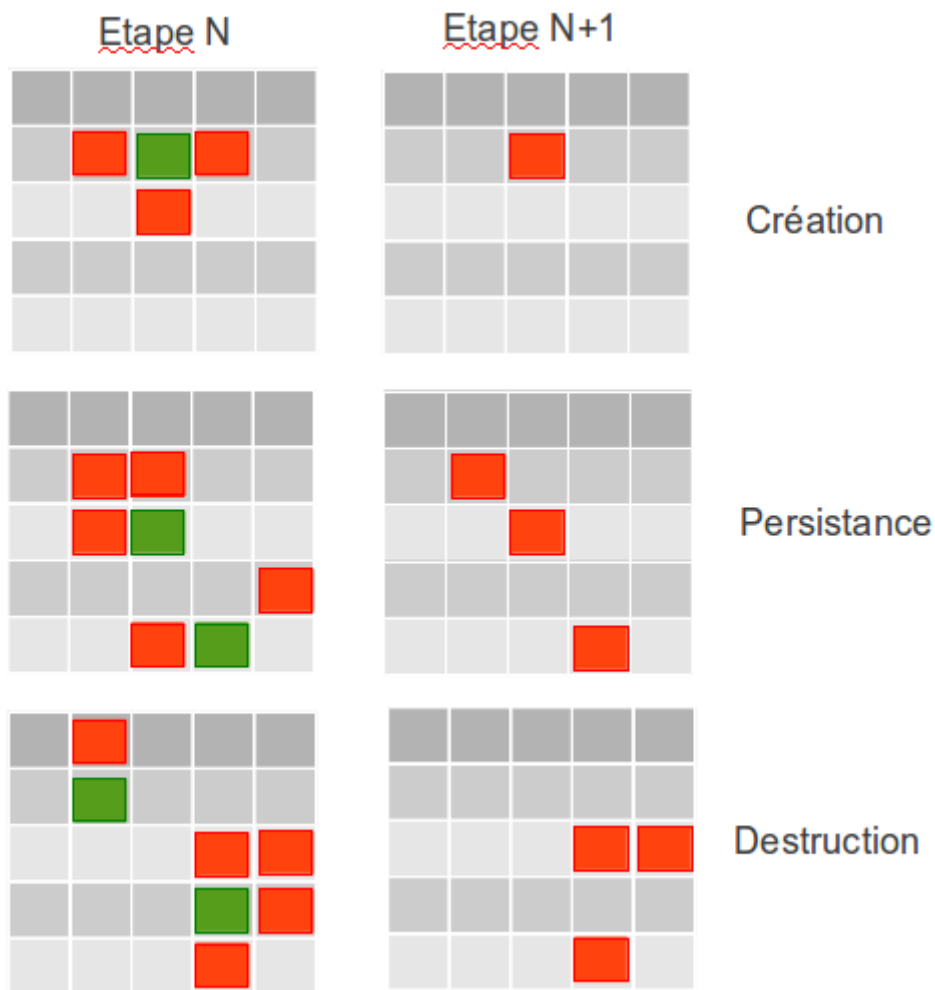 Etape N
Etape N+1
Création
Persistance
Destruction